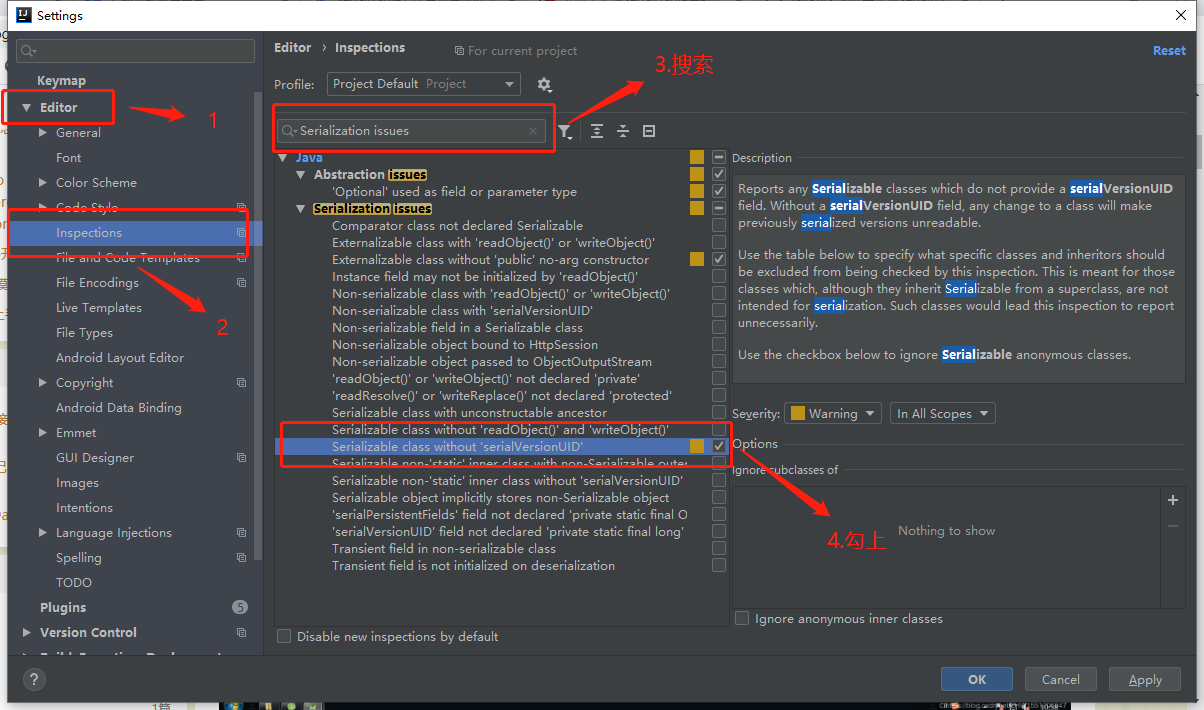 Settings
Keymap
Editor
General
Font
Color Scheme
Code Style
Inspections
File and Code Templates
File Encodings
Live Templates
File Types
Android Layout Editor
Copyright
Android Data Binding
Emmet
GUI Designer
Images
Intentions
Language Injections
Spelling
TODO
Plugins 5
Version Control
1
2
Editor › Inspections For current project Reset
Profile: Project Default Project
3.搜索
Serialization issues
Java
Abstraction issues
'Optional' used as field or parameter type
Serialization issues
Comparator class not declared Serializable
Externalizable class with 'readObject()' or 'writeObject()'
Externalizable class without 'public' no-arg constructor
Instance field may not be initialized by 'readObject()'
Non-serializable class with 'readObject()' or 'writeObject()'
Non-serializable class with 'serialVersionUID'
Non-serializable field in a Serializable class
Non-serializable object bound to HttpSession
Non-serializable object passed to ObjectOutputStream
'readObject()' or 'writeObject()' not declared 'private'
'readResolve()' or 'writeReplace()' not declared 'protected'
Serializable class with unconstructable ancestor
Serializable class without 'readObject()' and 'writeObject()'
Serializable class without 'serialVersionUID'
Serializable non-'static' inner class with non-Serializable oute
Serializable non-'static' inner class without 'serialVersionUID'
Serializable object implicitly stores non-Serializable object
'serialPersistentFields' field not declared 'private static final O
'serialVersionUID' field not declared 'private static final long'
Transient field in non-serializable class
Transient field is not initialized on deserialization
Disable new inspections by default
Description
Reports any Serializable classes which do not provide a serialVersionUID
field. Without a serialVersionUID field, any change to a class will make
previously serialized versions unreadable.
Use the table below to specify what specific classes and inheritors should
be excluded from being checked by this inspection. This is meant for those
classes which, although they inherit Serializable from a superclass, are not
intended for serialization. Such classes would lead this inspection to report
unnecessarily.
Use the checkbox below to ignore Serializable anonymous classes.
Severity: Warning In All Scopes
Options
Ignore subclasses of
Nothing to show
4.勾上
Ignore anonymous inner classes
?
OK Cancel Apply